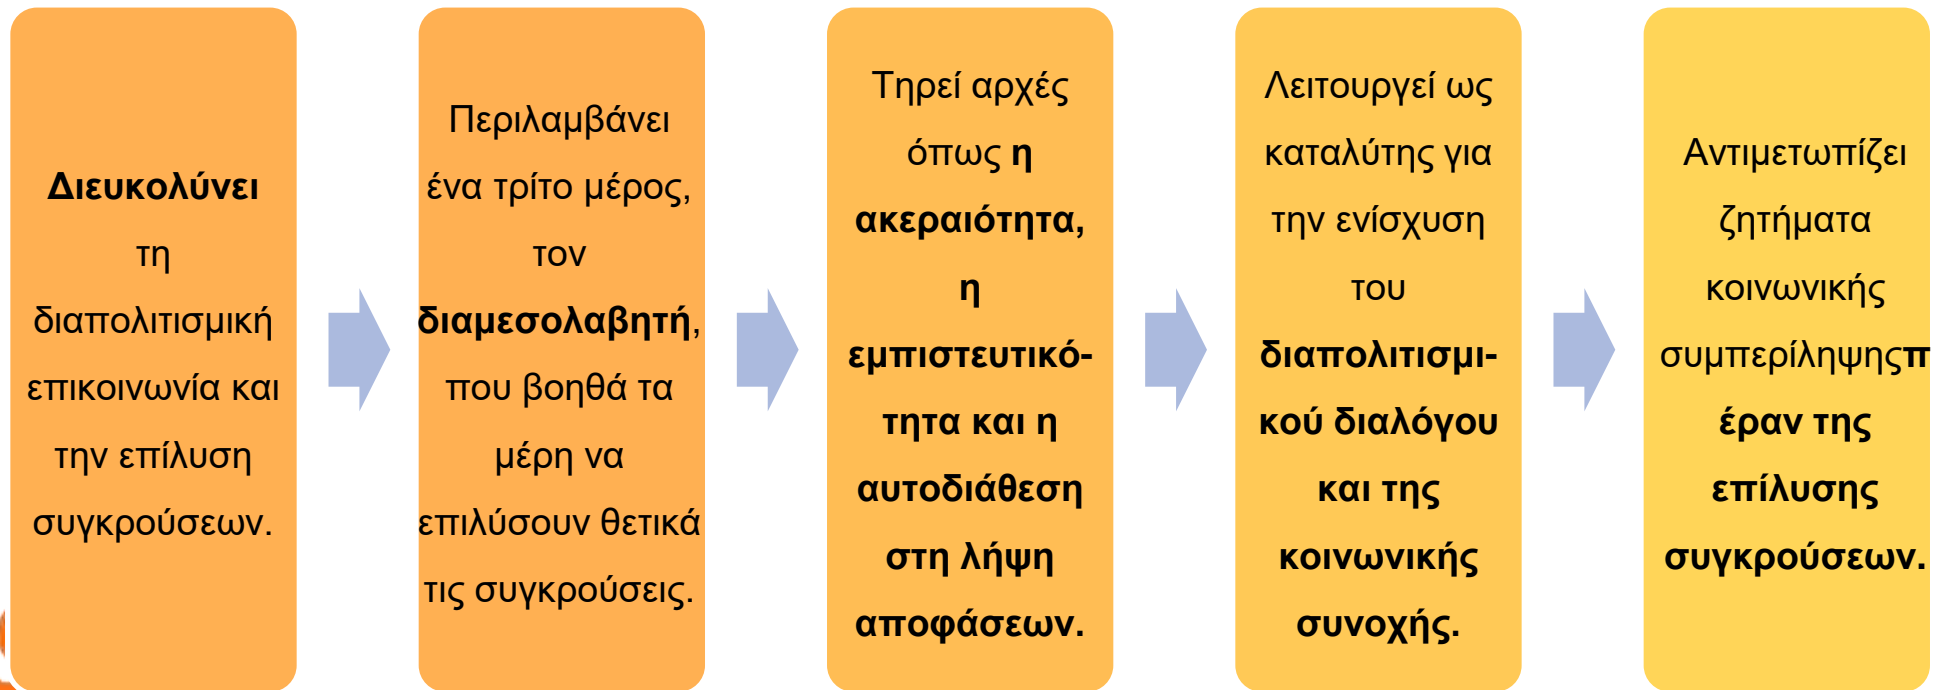 Διευκολύνει
τη
διαπολιτισμική
επικοινωνία και
την επίλυση
συγκρούσεων.
Περιλαμβάνει
ένα τρίτο μέρος,
τον
διαμεσολαβητή,
που βοηθά τα
μέρη να
επιλύσουν θετικά
τις συγκρούσεις.
Τηρεί αρχές
όπως η
ακεραιότητα,
η
εμπιστευτικό-
τητα και η
αυτοδιάθεση
στη λήψη
αποφάσεων.
Λειτουργεί ως
καταλύτης για
την ενίσχυση
του
διαπολιτισμι-
κού διαλόγου
και της
κοινωνικής
συνοχής.
Αντιμετωπίζει
ζητήματα
κοινωνικής
συμπερίληψηςπ
έραν της
επίλυσης
συγκρούσεων.